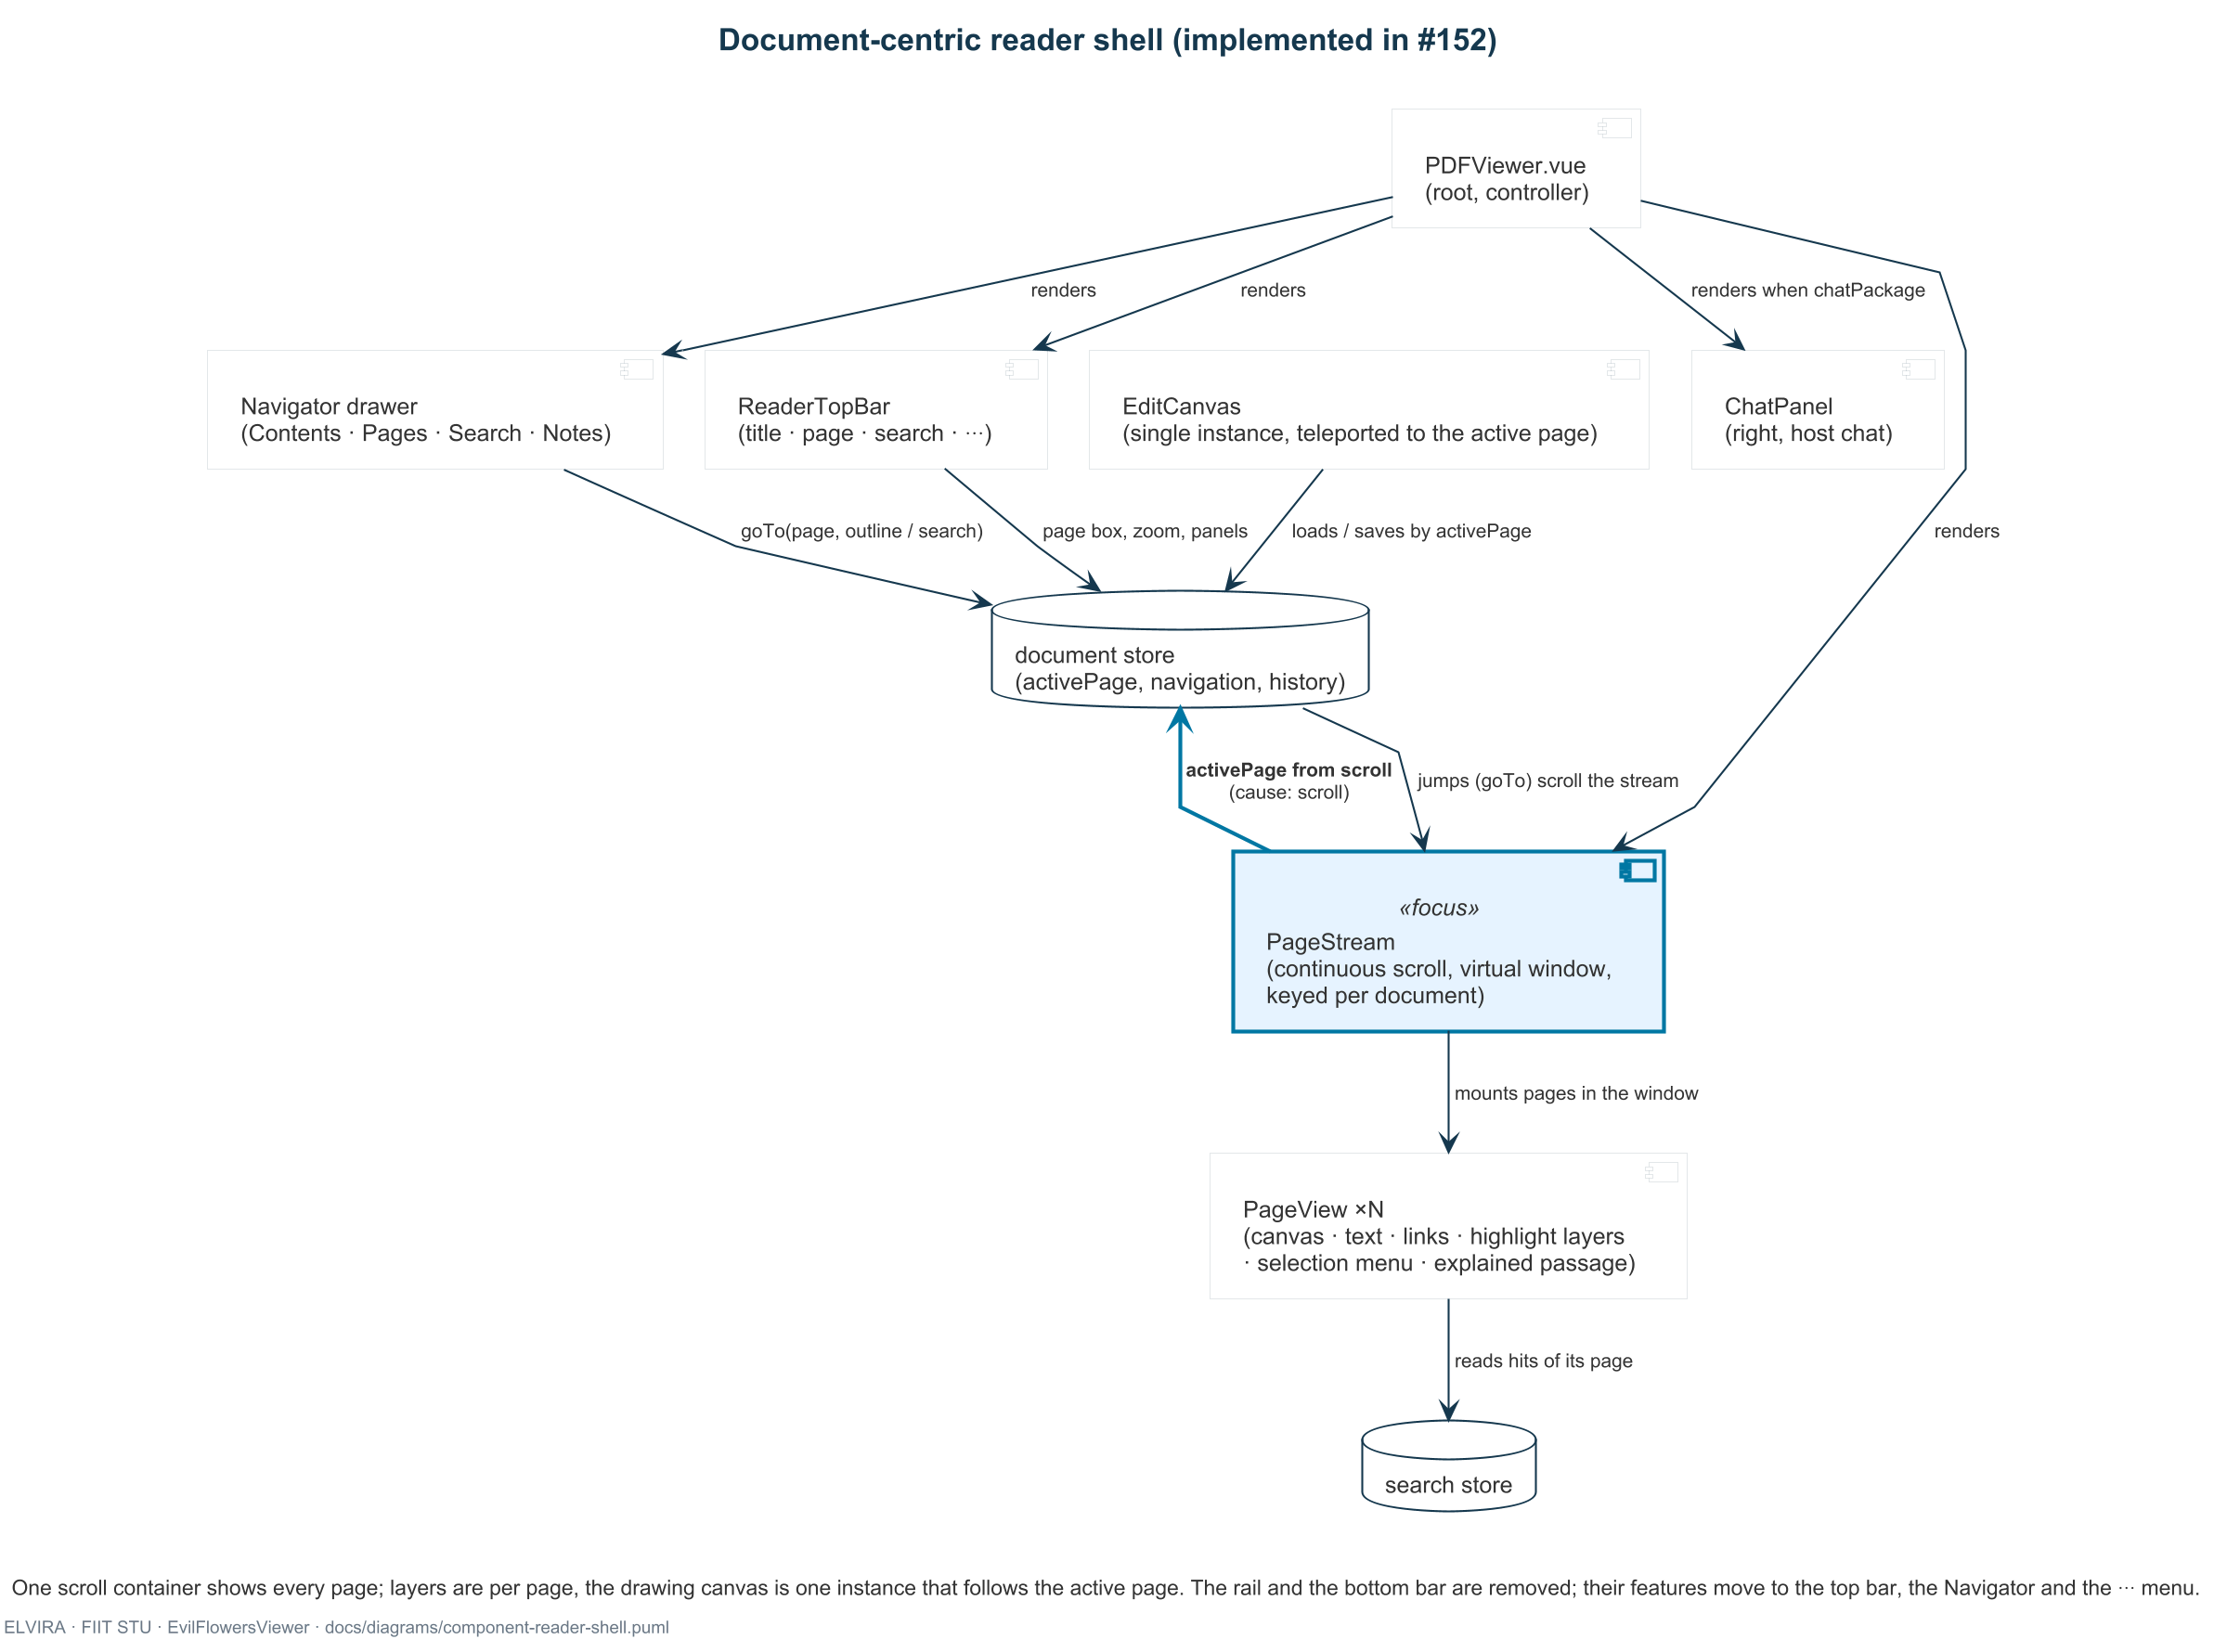 Document-centric reader shell (implemented in #152)
PDFViewer.vue
(root, controller)
renders
renders
renders when chatPackage
Navigator drawer
(Contents · Pages · Search · Notes)
ReaderTopBar
(title · page · search · ···)
EditCanvas
(single instance, teleported to the active page)
ChatPanel
(right, host chat)
goTo(page, outline / search)
page box, zoom, panels
loads / saves by activePage
renders
document store
(activePage, navigation, history)
activePage from scroll
(cause: scroll)
jumps (goTo) scroll the stream
«focus»
PageStream
(continuous scroll, virtual window,
keyed per document)
mounts pages in the window
PageView ×N
(canvas · text · links · highlight layers
· selection menu · explained passage)
reads hits of its page
search store
One scroll container shows every page; layers are per page, the drawing canvas is one instance that follows the active page. The rail and the bottom bar are removed; their features move to the top bar, the Navigator and the ··· menu.
ELVIRA · FIIT STU · EvilFlowersViewer · docs/diagrams/component-reader-shell.puml